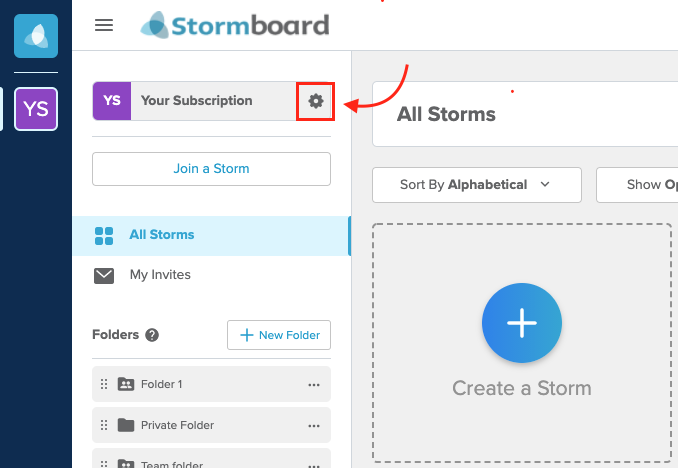 Stormboard
YS
YS
Your Subscription
All Storms
Join a Storm
Sort By Alphabetical
Show Op
All Storms
My Invites
Folders ?
New Folder
Folder 1
Private Folder
Team folder
Create a Storm